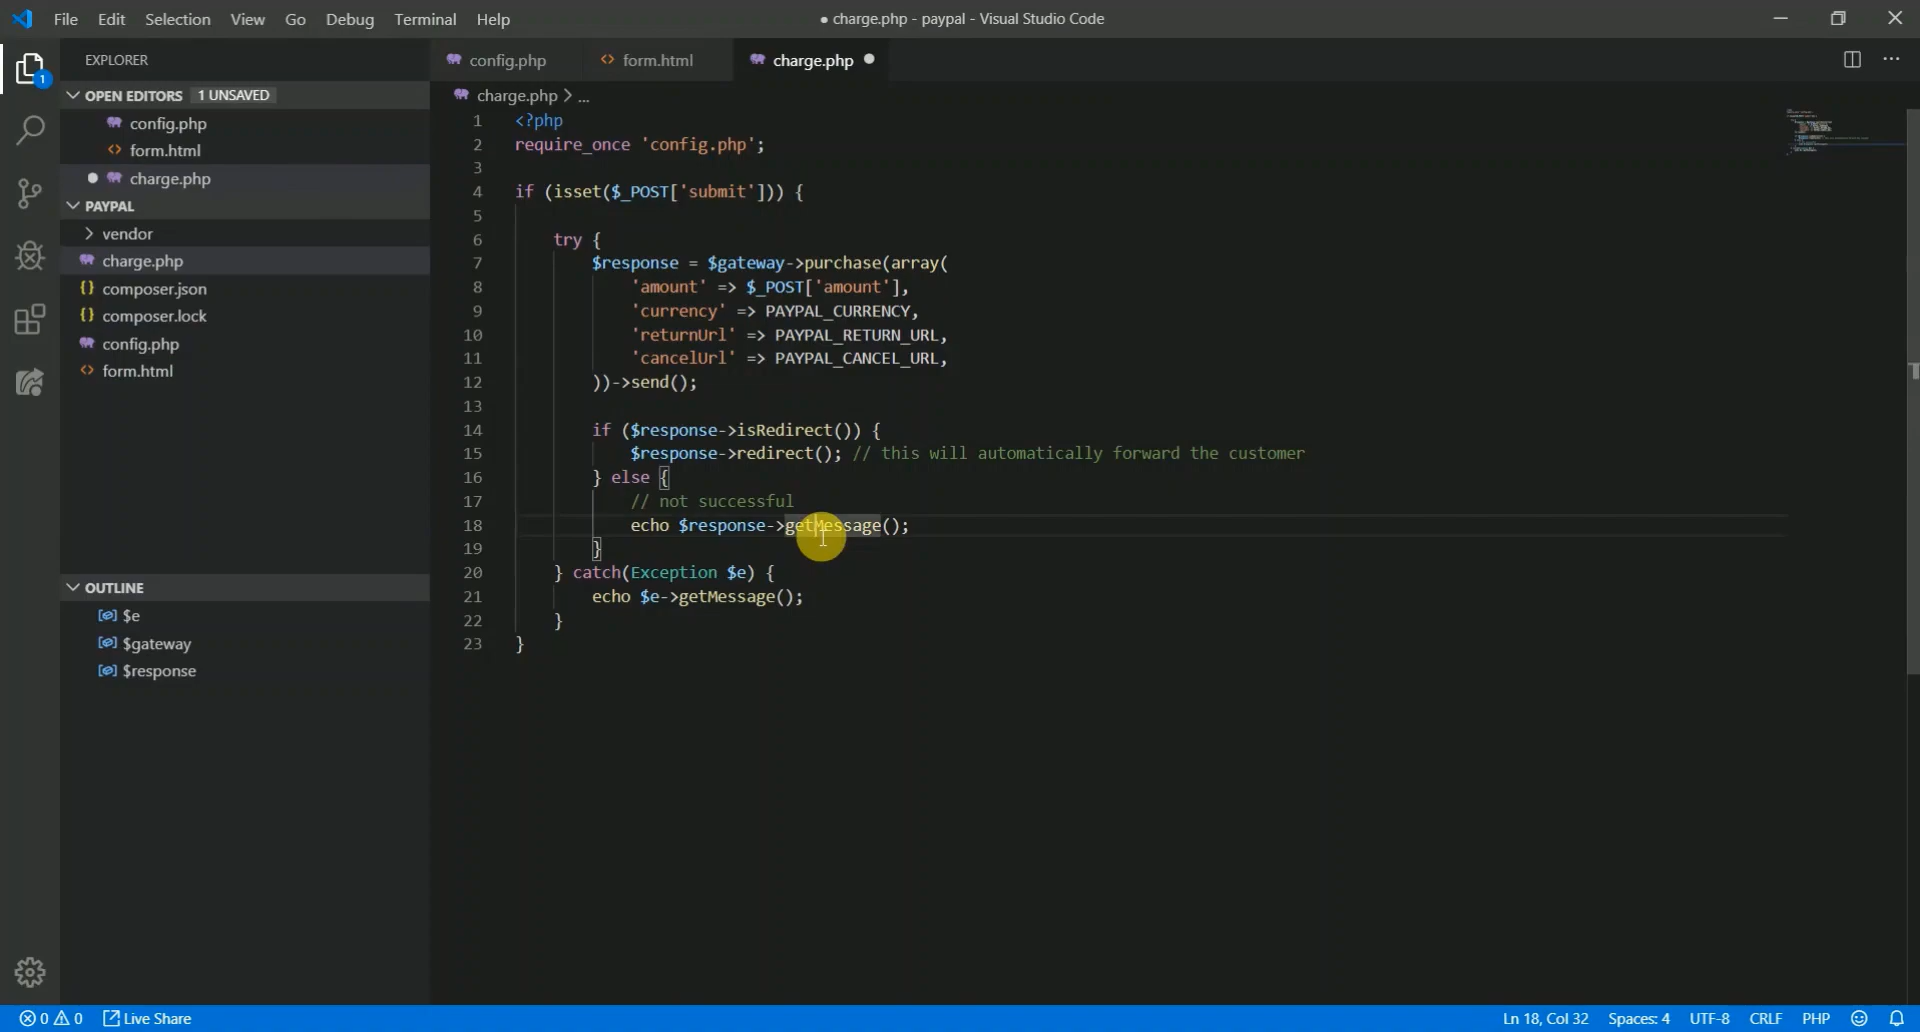 File Edit Selection View Go Debug Terminal Help
● charge.php - paypal - Visual Studio Code
EXPLORER
OPEN EDITORS 1 UNSAVED
config.php
form.html
charge.php
PAYPAL
vendor
charge.php
composer.json
composer.lock
config.php
form.html
OUTLINE
$e
$gateway
$response
1
config.php form.html charge.php
charge.php > ...
1 <?php
2 require_once 'config.php';
3
4 if (isset($_POST['submit'])) {
5
6 try {
7 $response = $gateway->purchase(array(
8 'amount' => $_POST['amount'],
9 'currency' => PAYPAL_CURRENCY,
10 'returnUrl' => PAYPAL_RETURN_URL,
11 'cancelUrl' => PAYPAL_CANCEL_URL,
12 ))->send();
13
14 if ($response->isRedirect()) {
15 $response->redirect(); // this will automatically forward the customer
16 } else {
17 // not successful
18 echo $response->getMessage();
19 }
20 } catch(Exception $e) {
21 echo $e->getMessage();
22 }
23 }
0 0 Live Share
Ln 18, Col 32 Spaces: 4 UTF-8 CRLF PHP